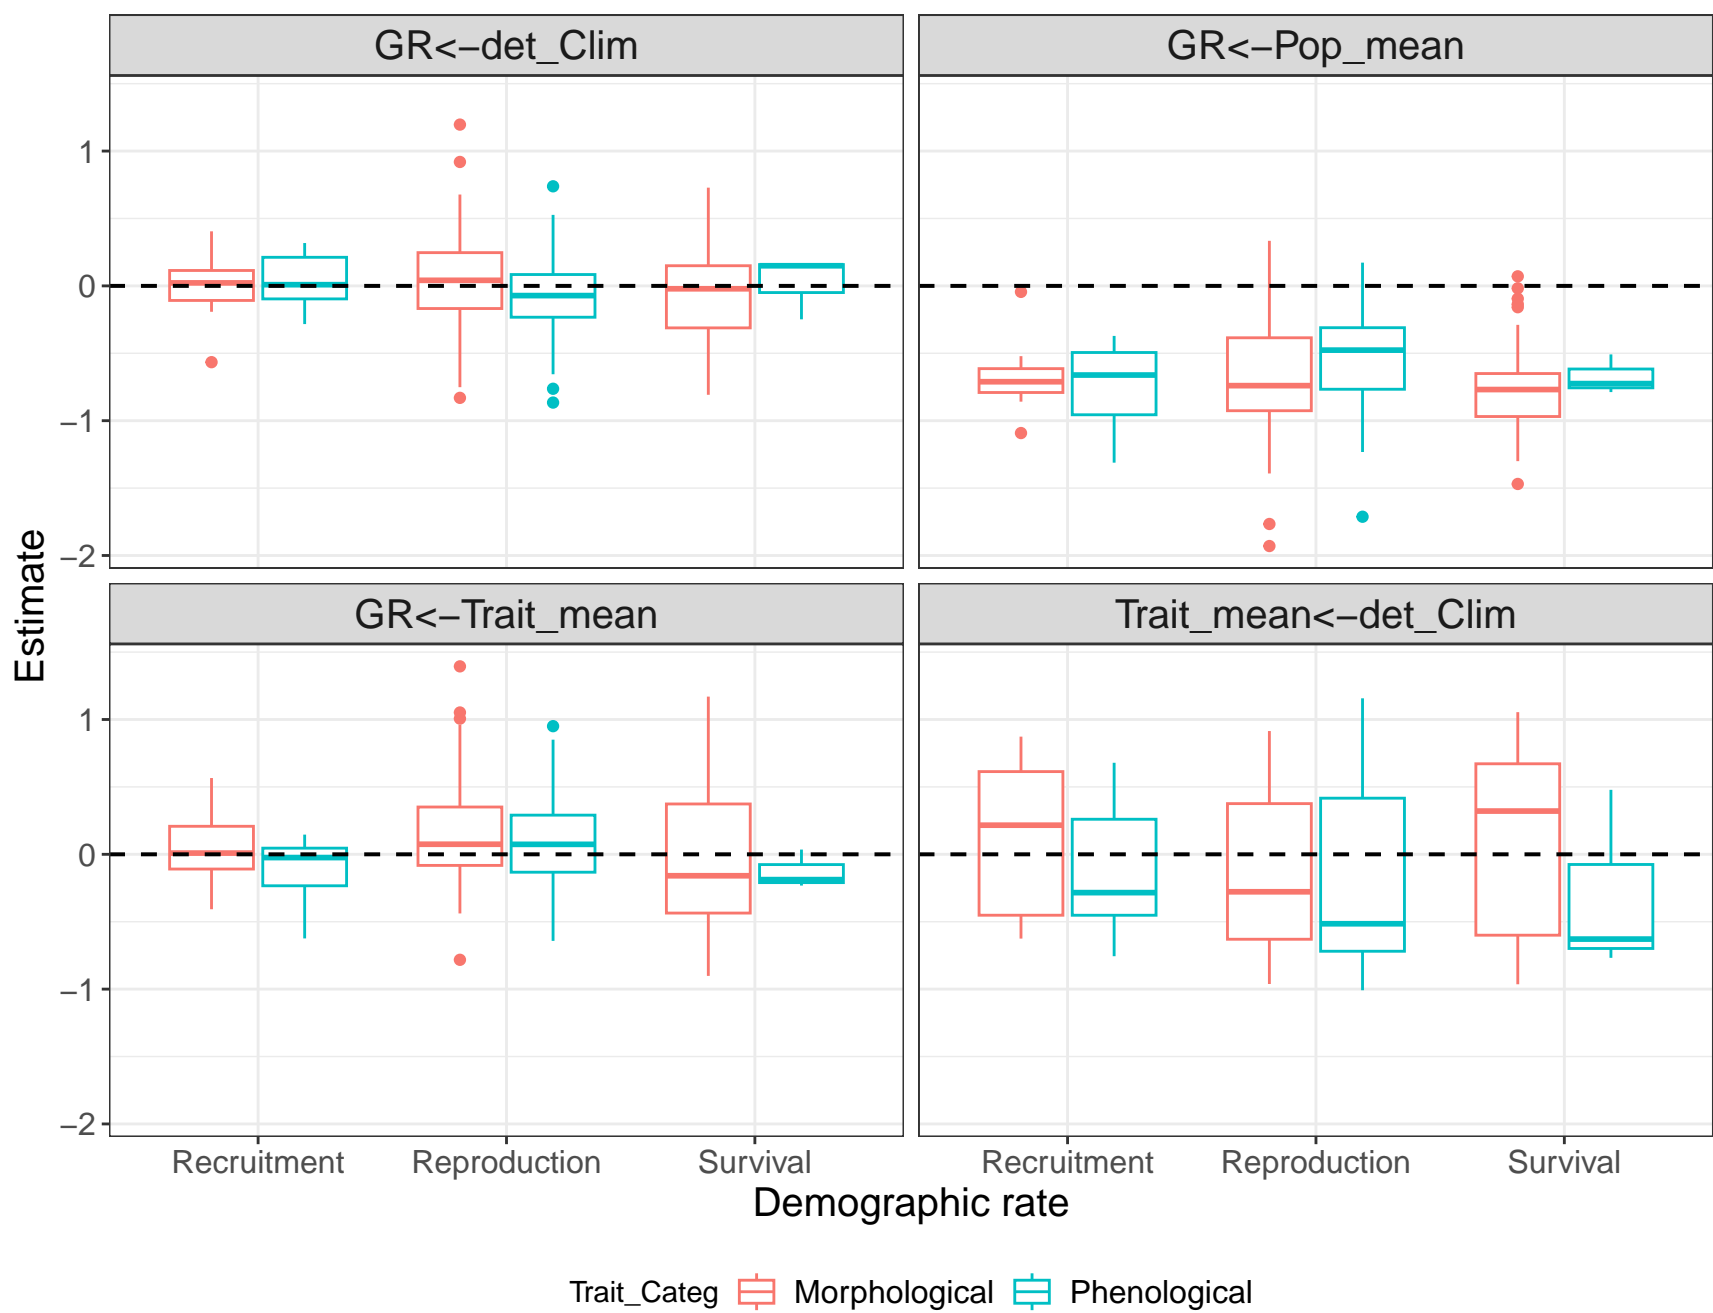 GR<−det_Clim
GR<−Pop_mean
1
0
−1
−2
GR<−Trait_mean
Trait_mean<−det_Clim
1
0
−1
−2
Estimate
Recruitment Reproduction Survival
Recruitment Reproduction Survival
Demographic rate
Trait_Categ Morphological Phenological